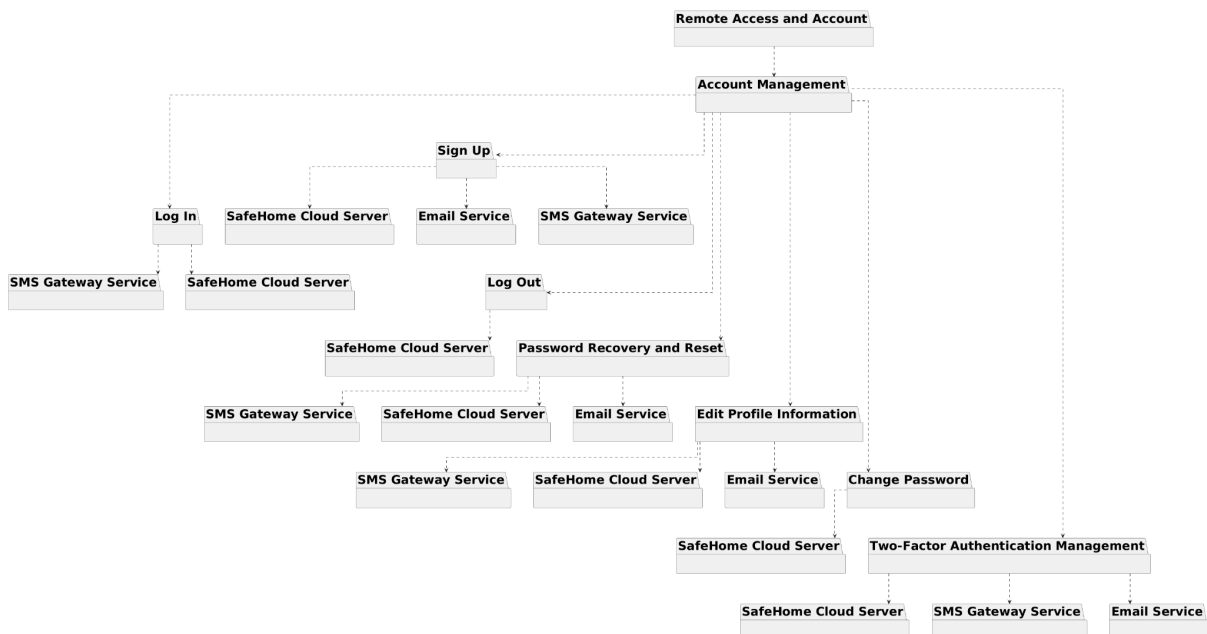 Remote Access and Account
Account Management
Sign Up
Log In
SafeHome Cloud Server
Email Service
SMS Gateway Service
SMS Gateway Service
SafeHome Cloud Server
Log Out
SafeHome Cloud Server
Password Recovery and Reset
SMS Gateway Service
SafeHome Cloud Server
Email Service
Edit Profile Information
SMS Gateway Service
SafeHome Cloud Server
Email Service
Change Password
SafeHome Cloud Server
Two-Factor Authentication Management
SafeHome Cloud Server
SMS Gateway Service
Email Service